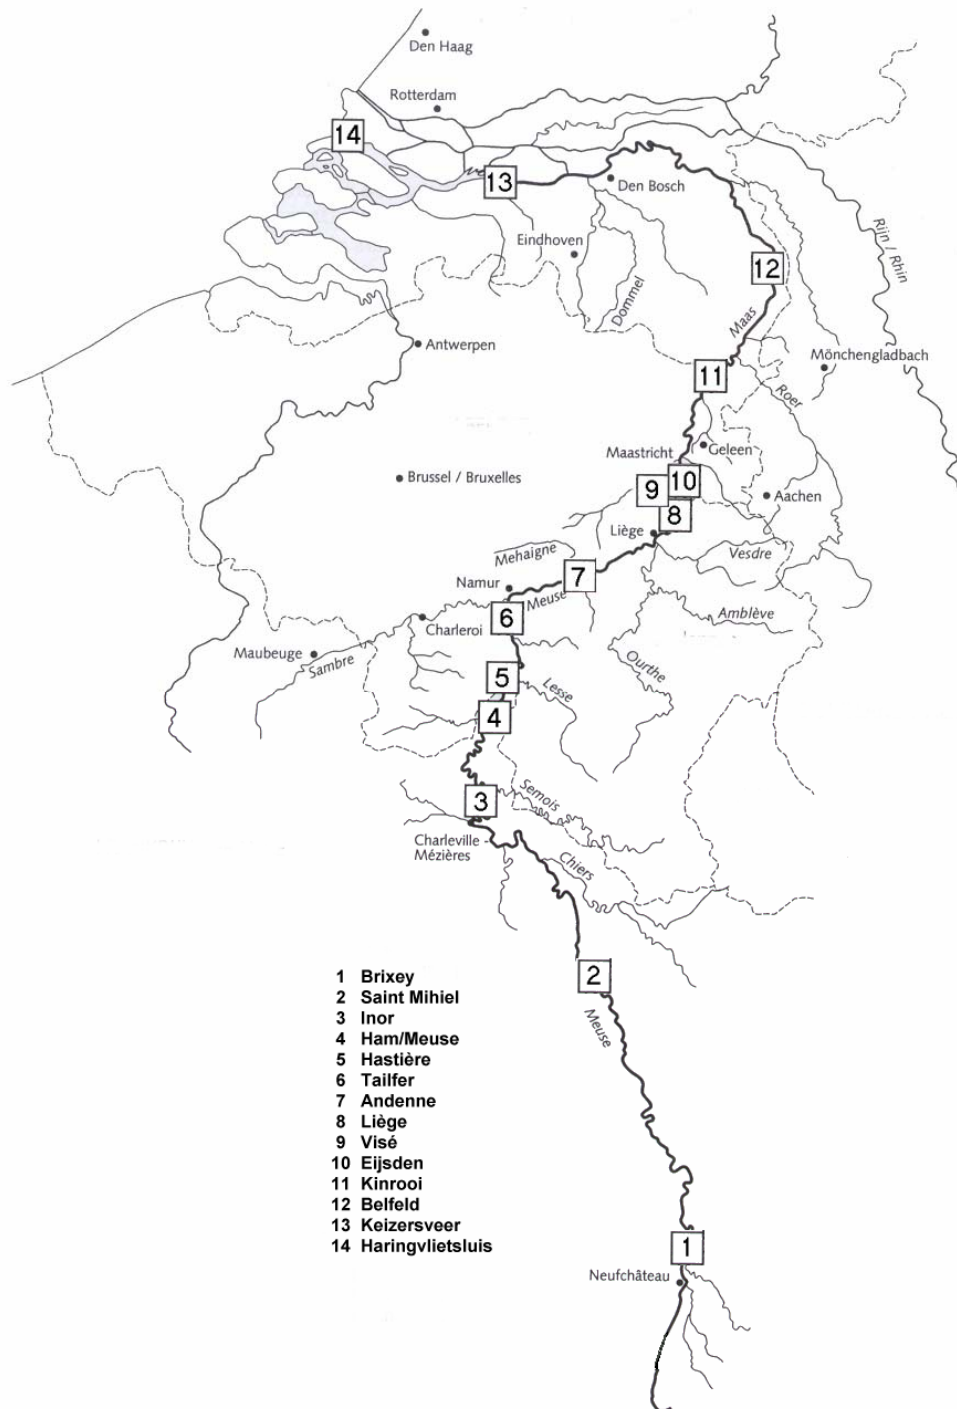 Den Haag
Rotterdam
14
13
Den Bosch
Rijn / Rhin
Eindhoven
12
Dommel
Maas
Antwerpen
Mönchengladbach
11
Roer
Maastricht
Geleen
Brussel / Bruxelles
9
10
Aachen
8
Liège
Mehaigne
Vesdre
7
Namur
Meuse
6
Amblève
Charleroi
Maubeuge
Sambre
Ourthe
5
Lesse
4
3
Semois
Charleville -
Mézières
Chiers
2
Meuse
1 Brixey
2 Saint Mihiel
3 Inor
4 Ham/Meuse
5 Hastière
6 Tailfer
7 Andenne
8 Liège
9 Visé
10 Eijsden
11 Kinrooi
12 Belfeld
13 Keizersveer
14 Haringvlietsluis
1
Neufchâteau